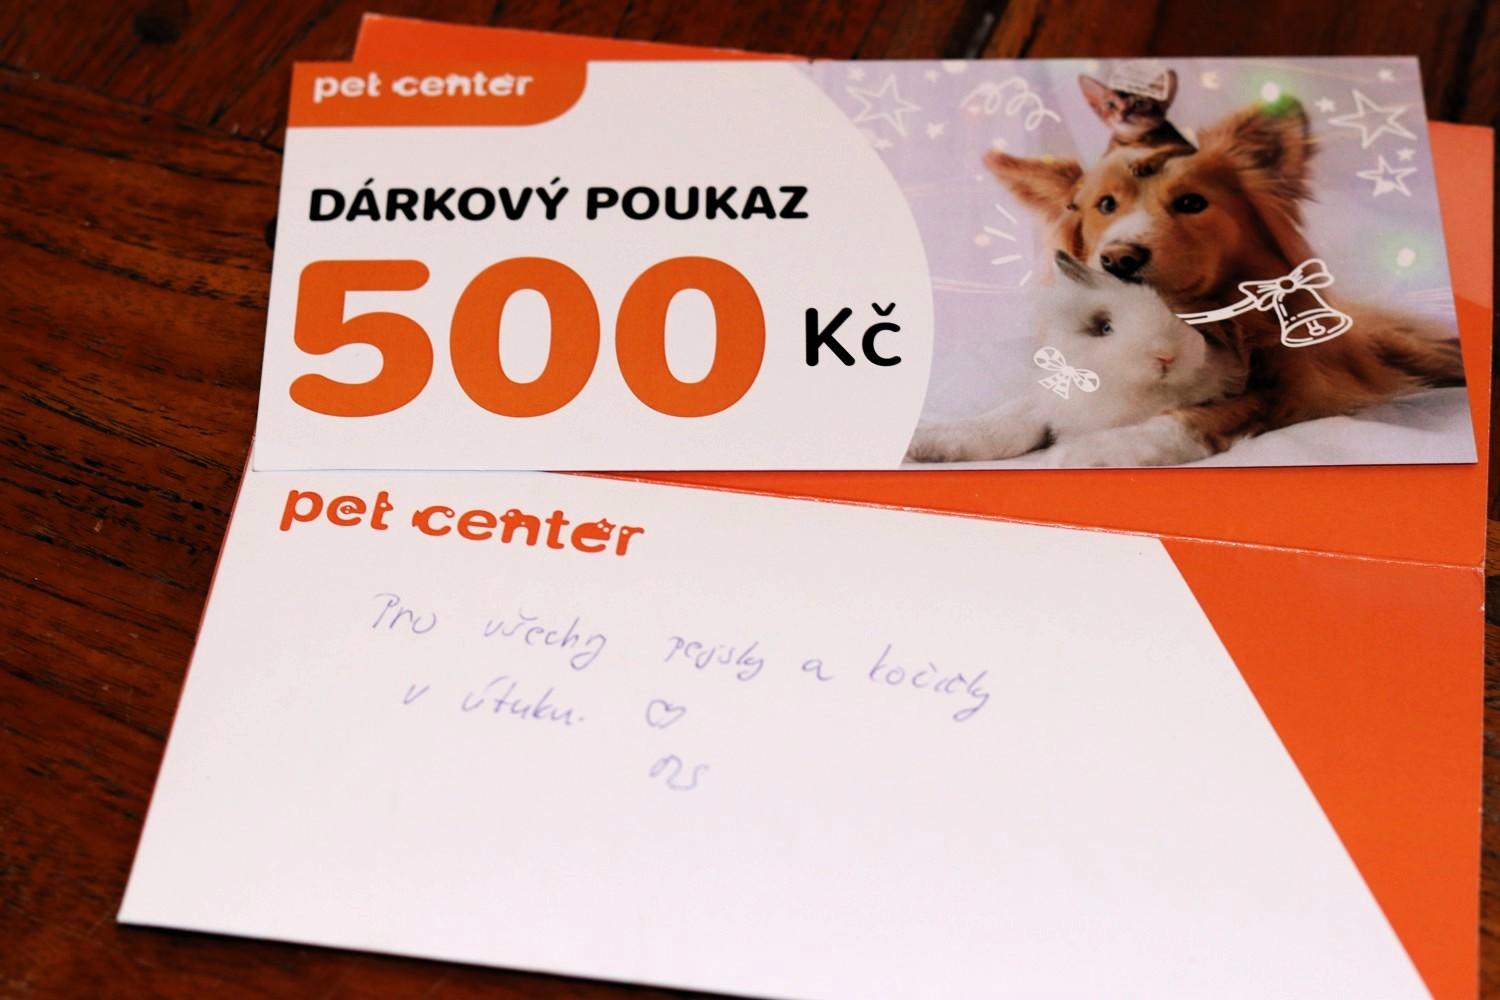 pet center
DÁRKOVÝ POUKAZ
500 Kč
pet center
Pro všechny pejsky a kočičky
v útulku. ♡